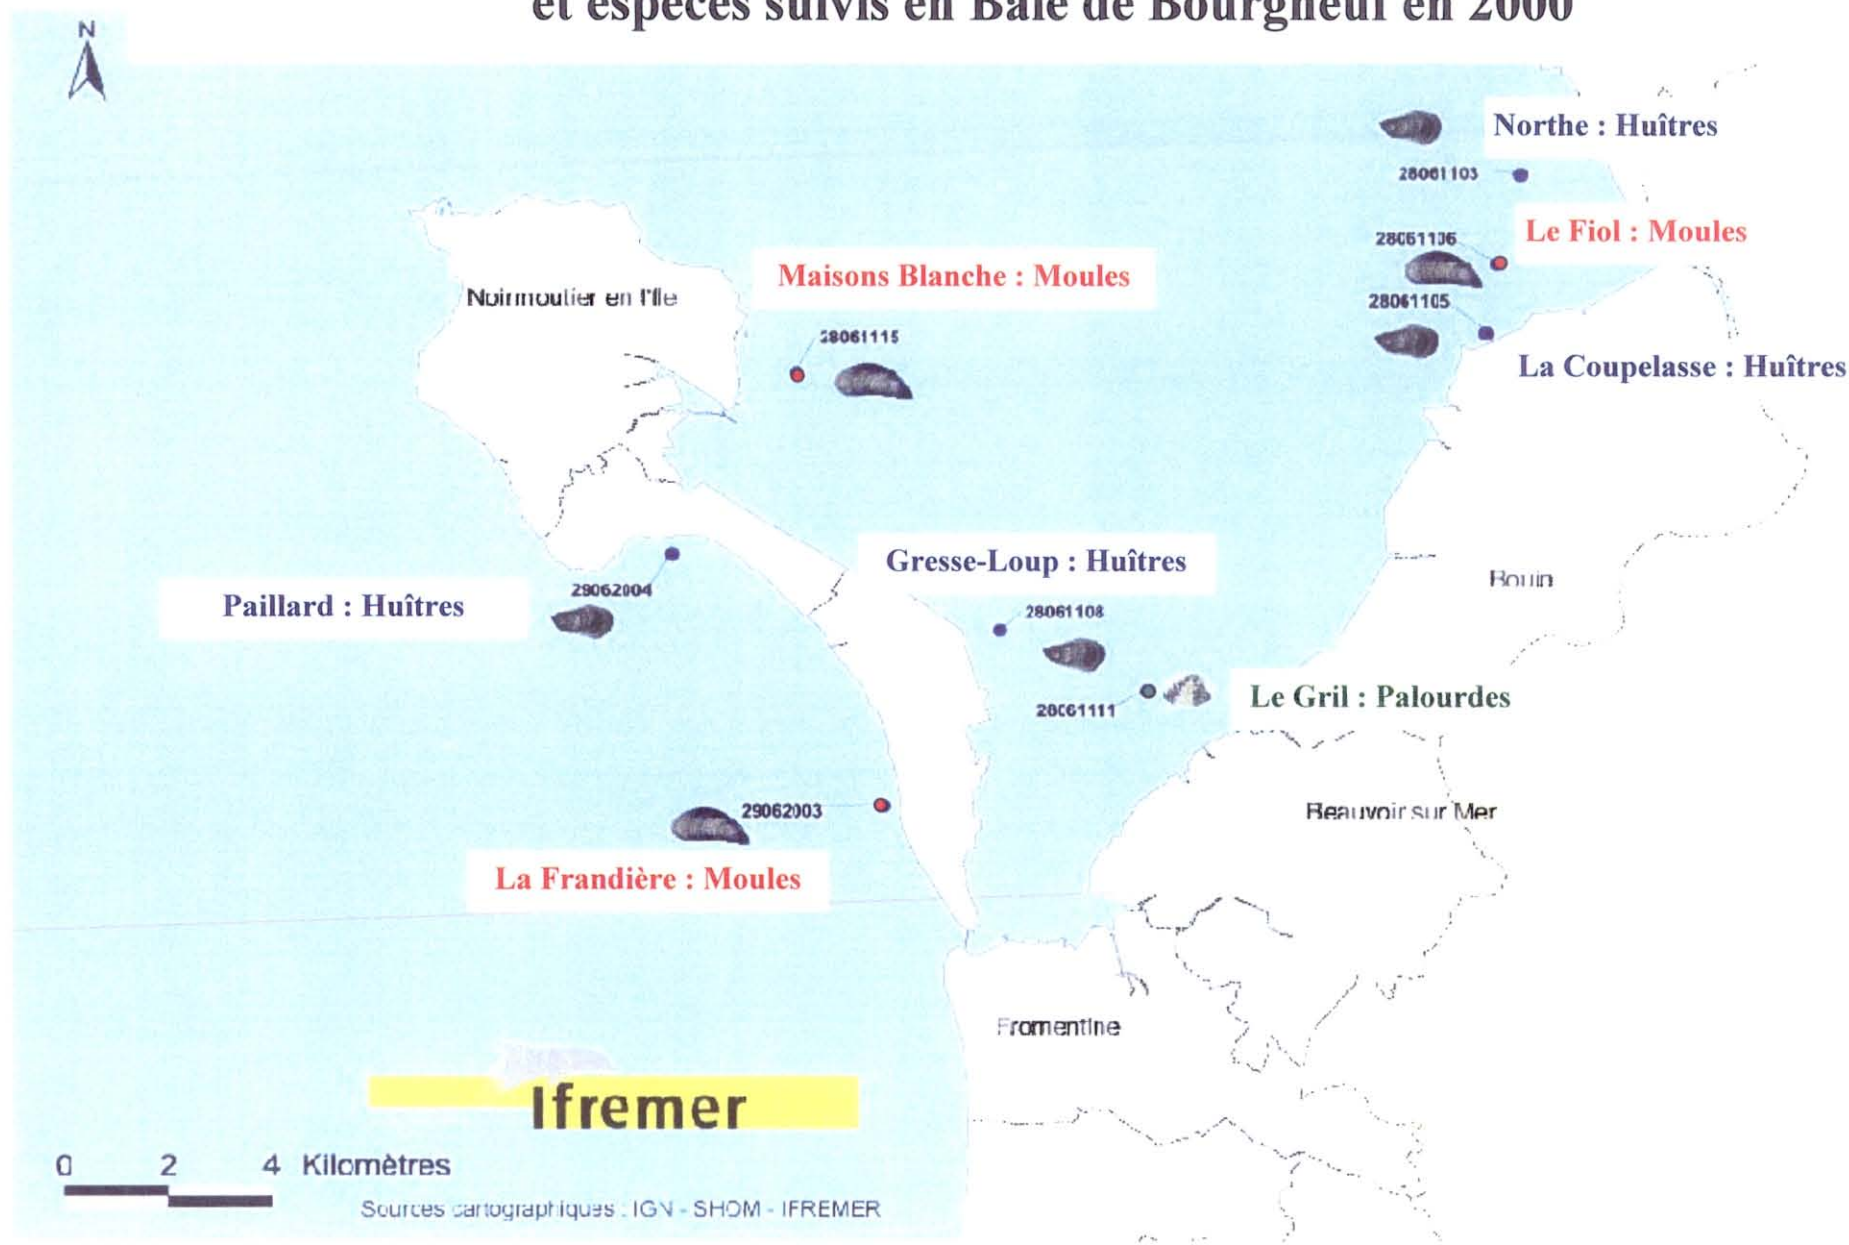 et espèces suivis en Baie de Bourgneuf en 2000
N
Northe : Huîtres
28061103
Le Fiol : Moules
28061106
Maisons Blanche : Moules
Noirmoutier en l'Ile
28061105
28061115
La Coupelasse : Huîtres
Gresse-Loup : Huîtres
Bouin
29062004
Paillard : Huîtres
28061108
Le Gril : Palourdes
28061111
29062003
Beauvoir sur Mer
La Frandière : Moules
Fromentine
Ifremer
0 2 4 Kilomètres
Sources cartographiques : IGN - SHOM - IFREMER